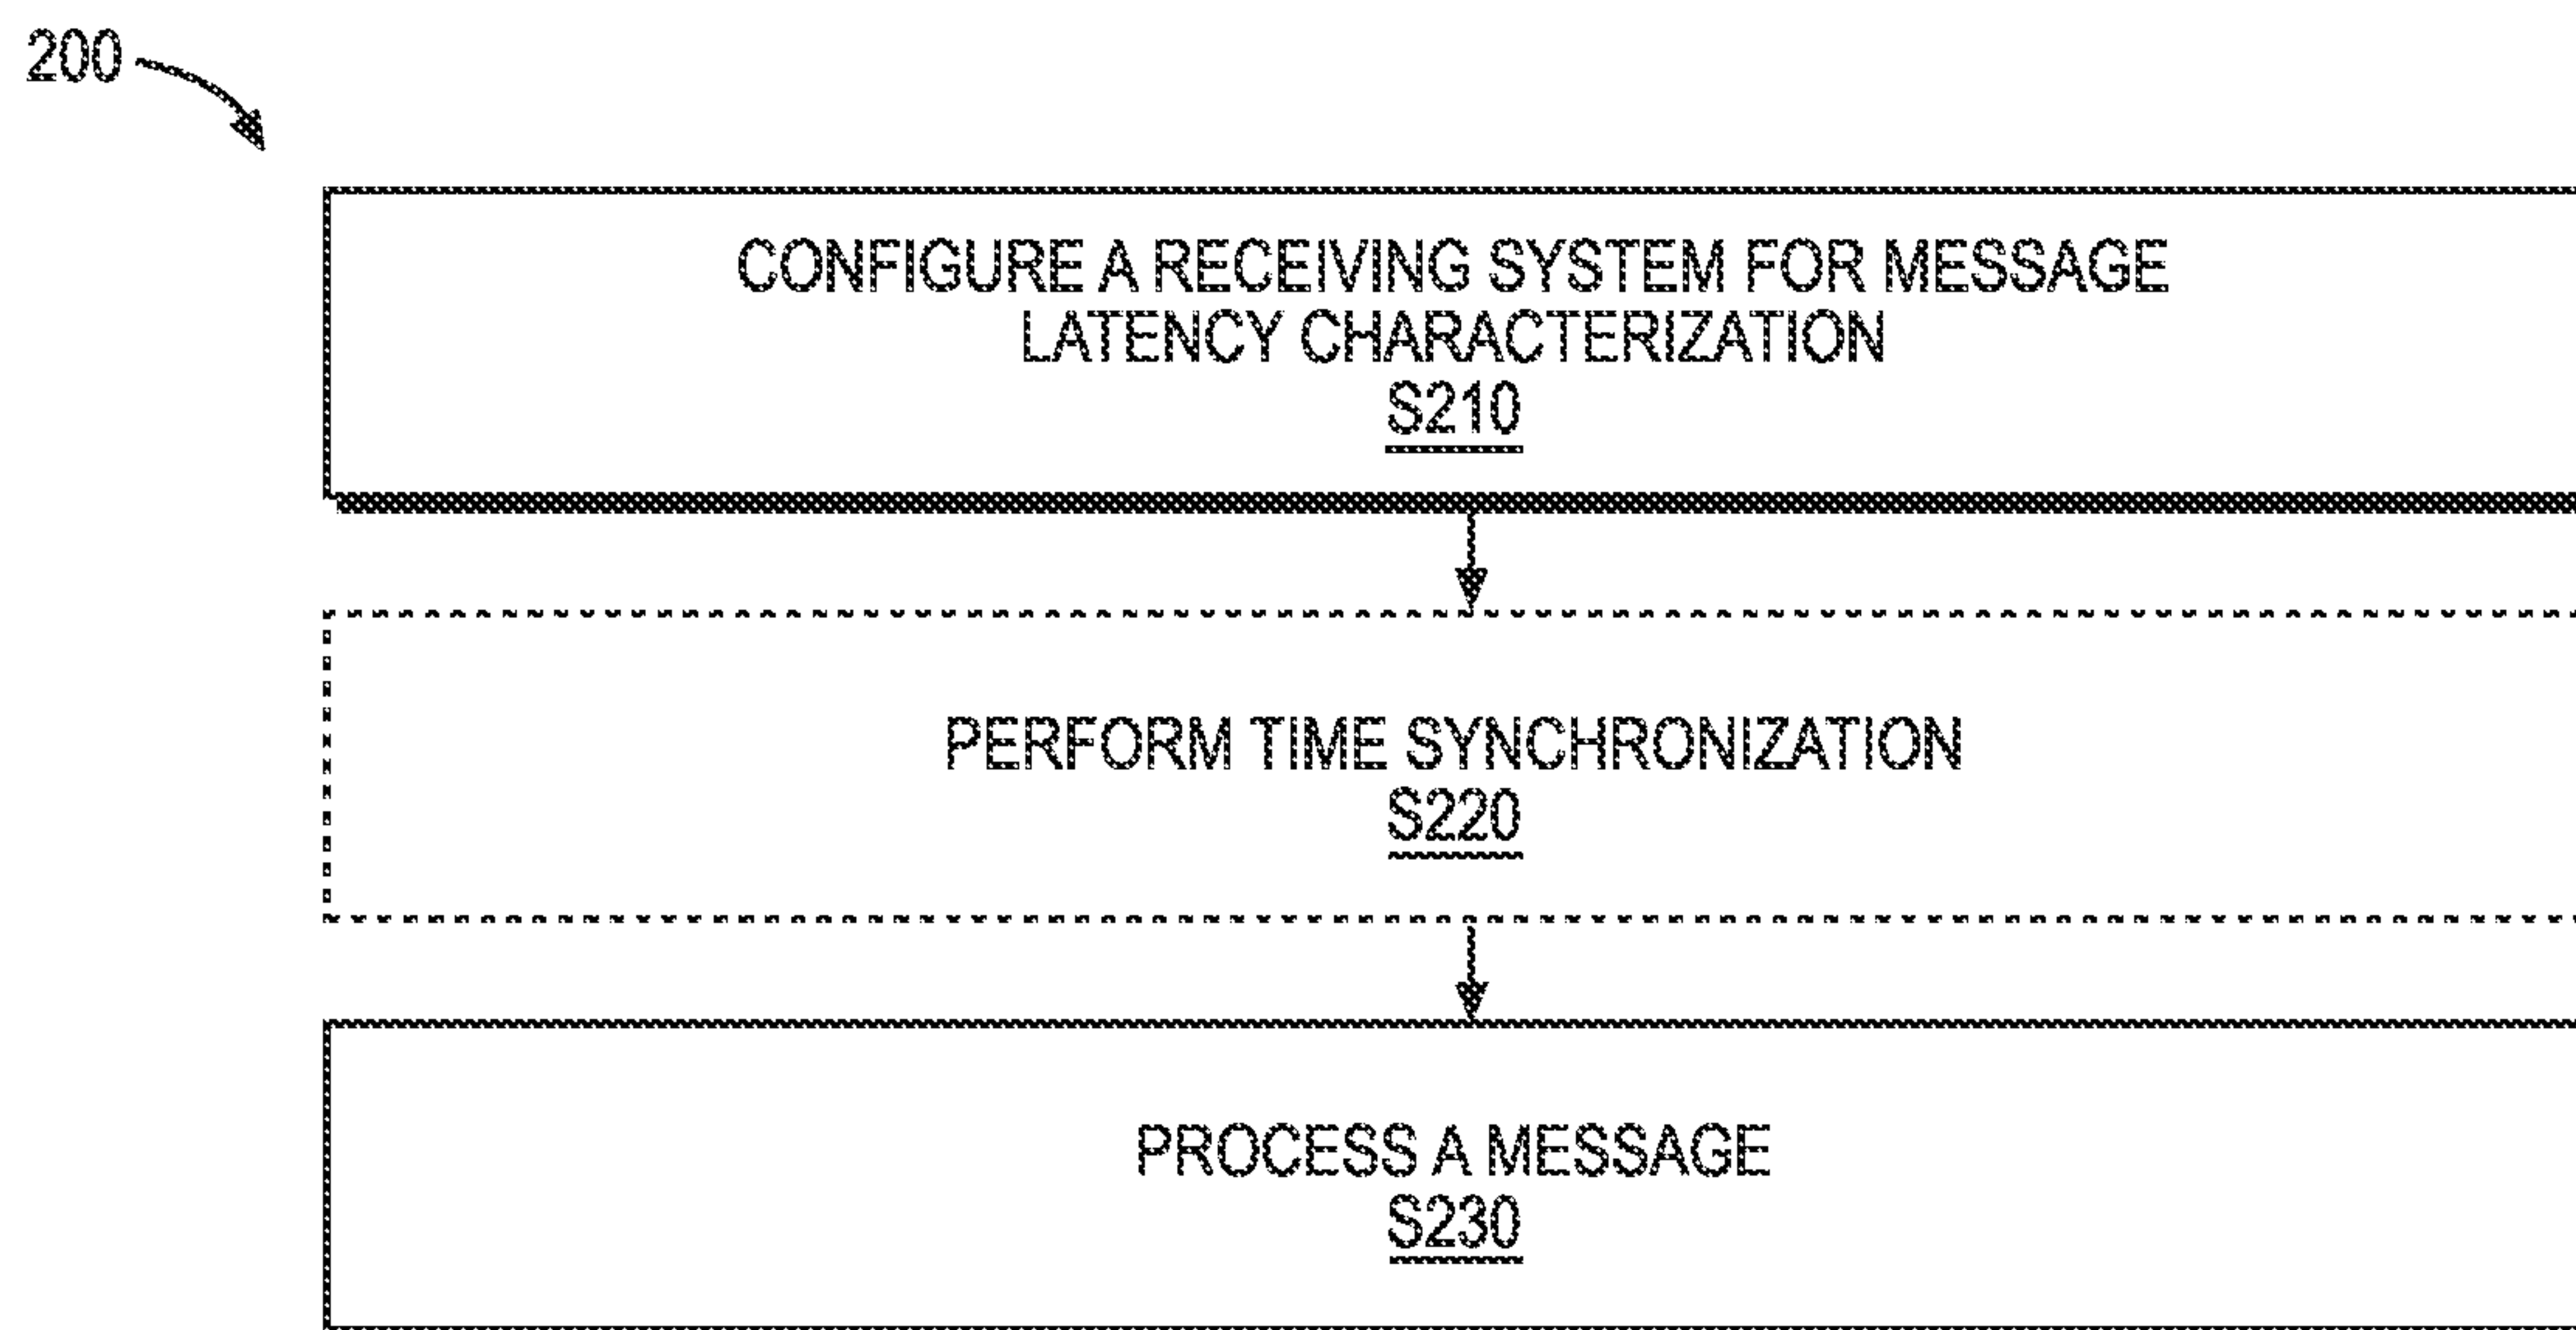 200
CONFIGURE A RECEIVING SYSTEM FOR MESSAGE
LATENCY CHARACTERIZATION
S210
PERFORM TIME SYNCHRONIZATION
S220
PROCESS A MESSAGE
S230